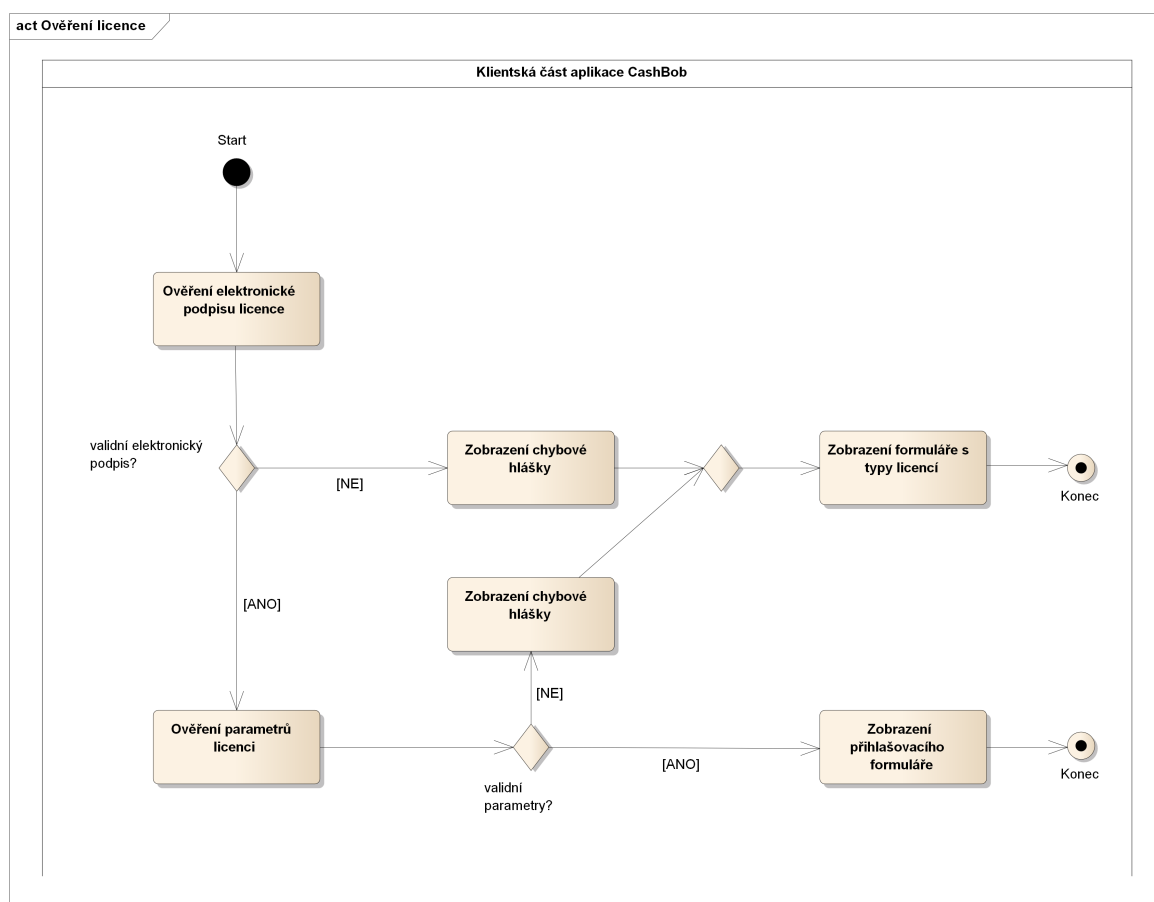 act Ověření licence
Klientská část aplikace CashBob
Start
Ověření elektronické
podpisu licence
validní elektronický
podpis?
[NE]
Zobrazení chybové
hlášky
Zobrazení formuláře s
typy licencí
Konec
[ANO]
Zobrazení chybové
hlášky
[NE]
Ověření parametrů
licenci
validní
parametry?
[ANO]
Zobrazení
přihlašovacího
formuláře
Konec